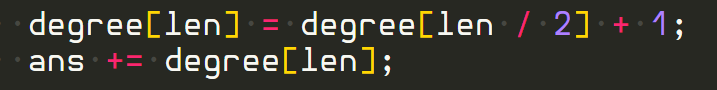 degree[len] = degree[len / 2] + 1;
ans += degree[len];